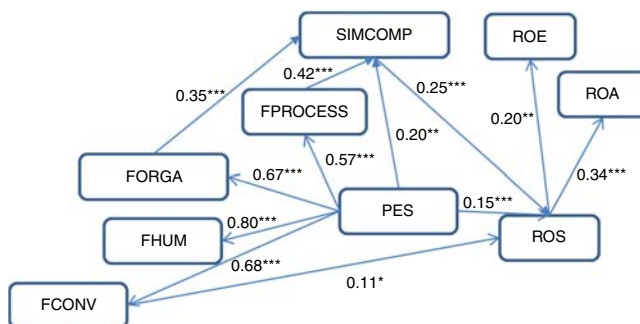 SIMCOMP
ROE
0.42***
0.25***
ROA
0.35***
FPROCESS
0.20**
0.20**
0.57***
0.67***
0.34***
FORGA
PES
0.15***
0.80***
FHUM
ROS
0.68***
0.11*
FCONV